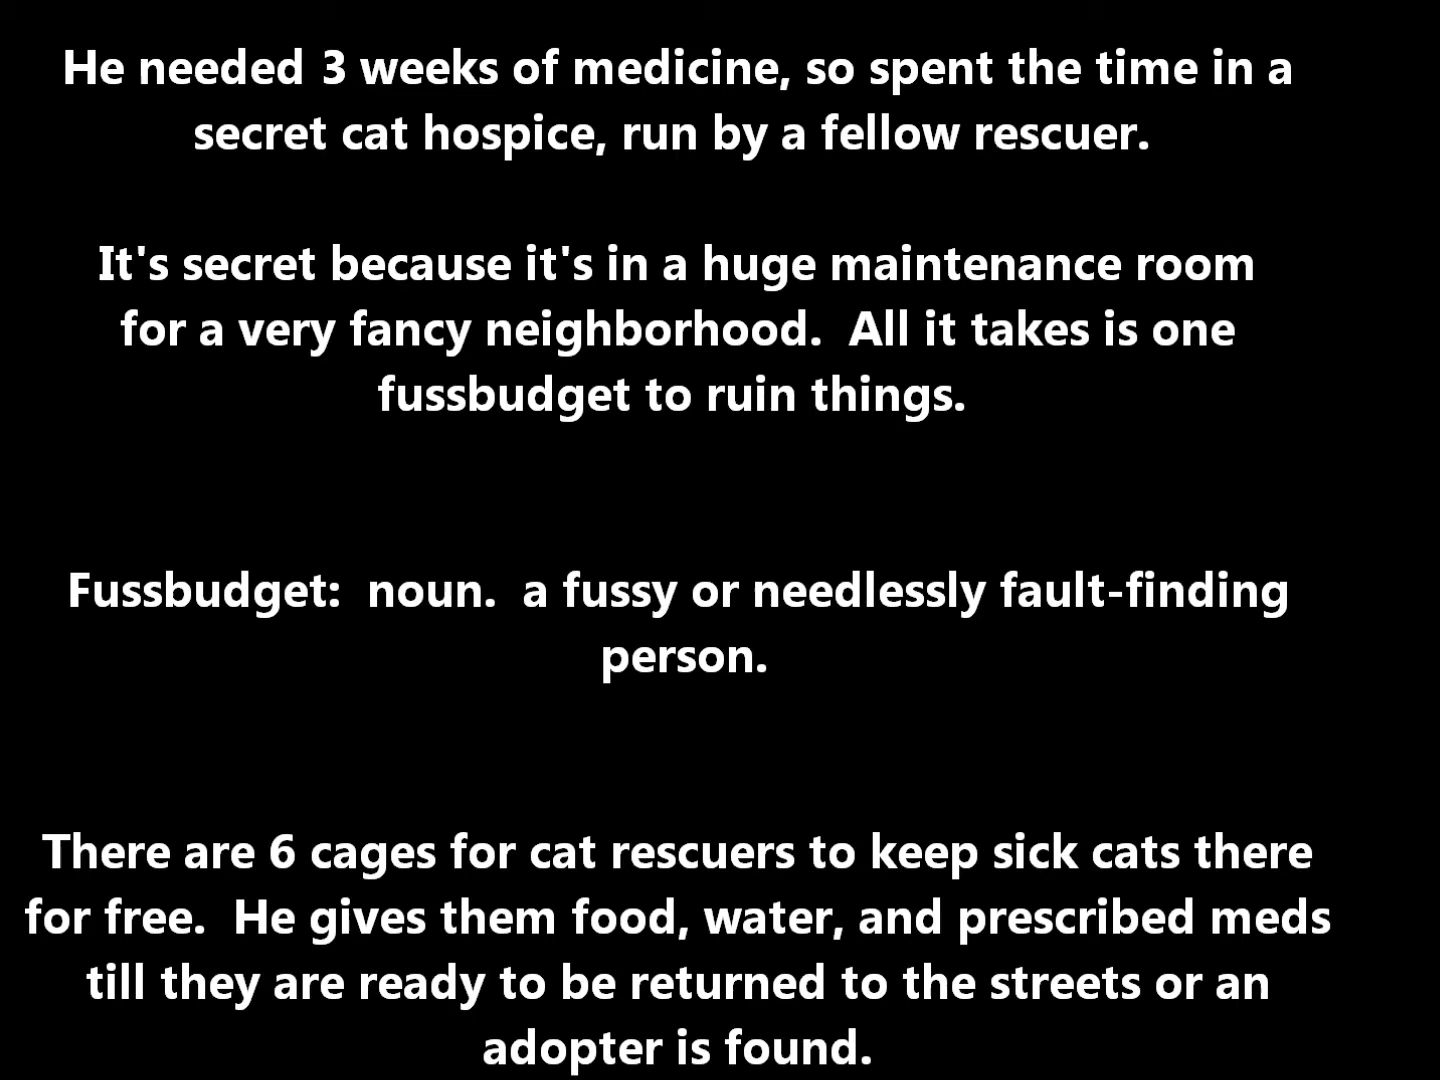 He needed 3 weeks of medicine, so spent the time in a
secret cat hospice, run by a fellow rescuer.
It's secret because it's in a huge maintenance room
for a very fancy neighborhood.  All it takes is one
fussbudget to ruin things.
Fussbudget:  noun.  a fussy or needlessly fault-finding
person.
There are 6 cages for cat rescuers to keep sick cats there
for free.  He gives them food, water, and prescribed meds
till they are ready to be returned to the streets or an
adopter is found.